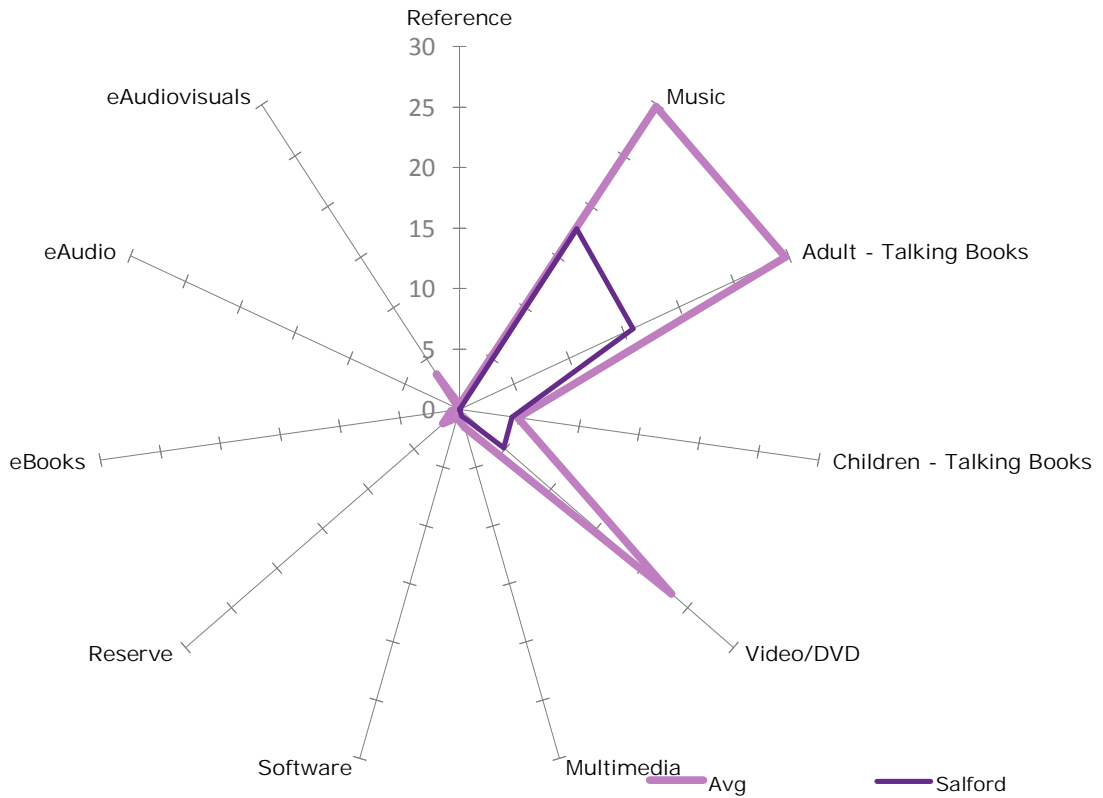 Reference
30
25
20
15
10
5
0
Music
Adult - Talking Books
Children - Talking Books
Video/DVD
Multimedia
Software
Reserve
eBooks
eAudio
eAudiovisuals
Avg
Salford